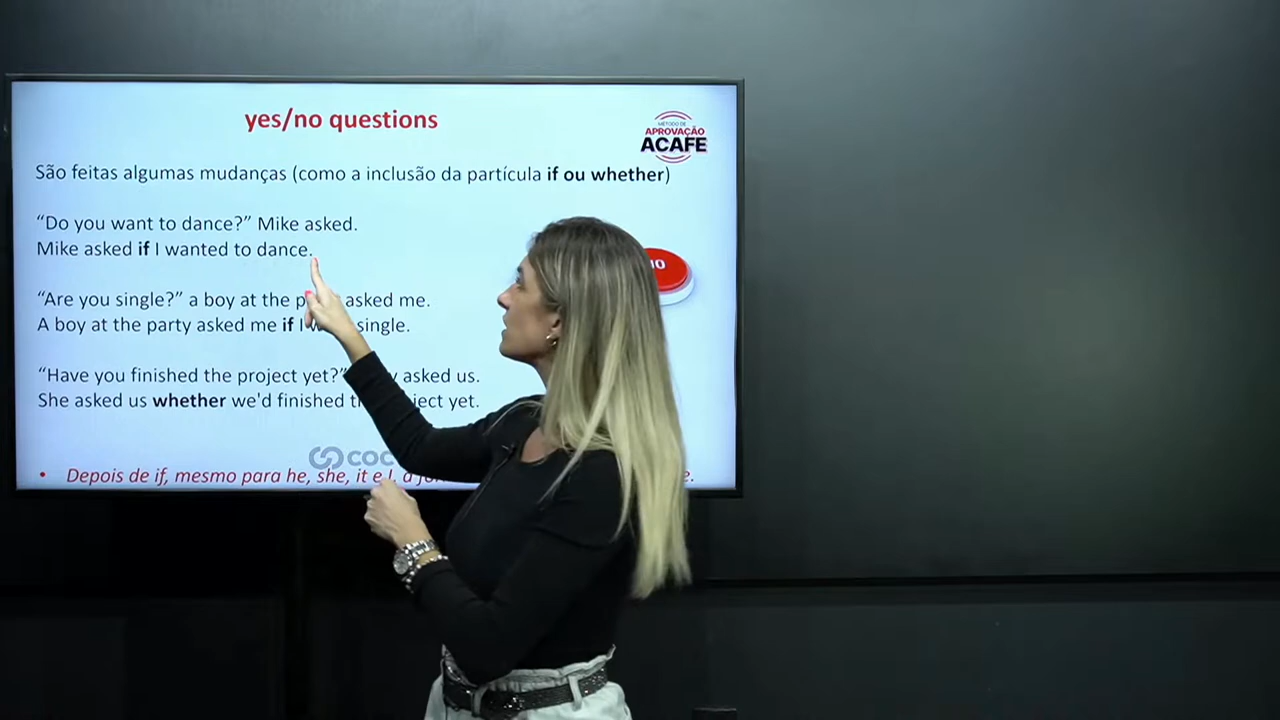 yes/no questions
MÉTODO DE
APROVAÇÃO
ACAFE
São feitas algumas mudanças (como a inclusão da partícula if ou whether)
“Do you want to dance?” Mike asked.
Mike asked if I wanted to dance.
“Are you single?” a boy at the asked me.
A boy at the party asked me if I single.
“Have you finished the project yet?” asked us.
She asked us whether we'd finished yet.
coc
• Depois de if, mesmo para he, she, it e I, a